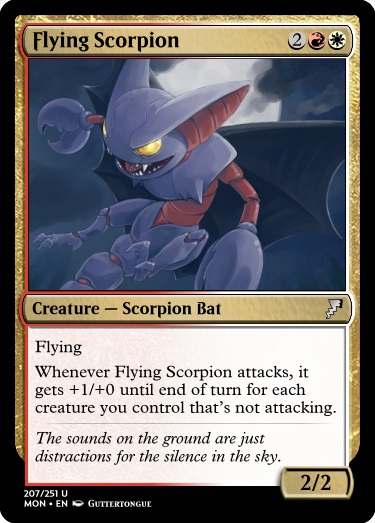 Flying Scorpion 2
Creature — Scorpion Bat
Flying
Whenever Flying Scorpion attacks, it
gets +1/+0 until end of turn for each
creature you control that's not attacking.
The sounds on the ground are just
distractions for the silence in the sky.
2/2
207/251 U
MON • EN Guttertongue